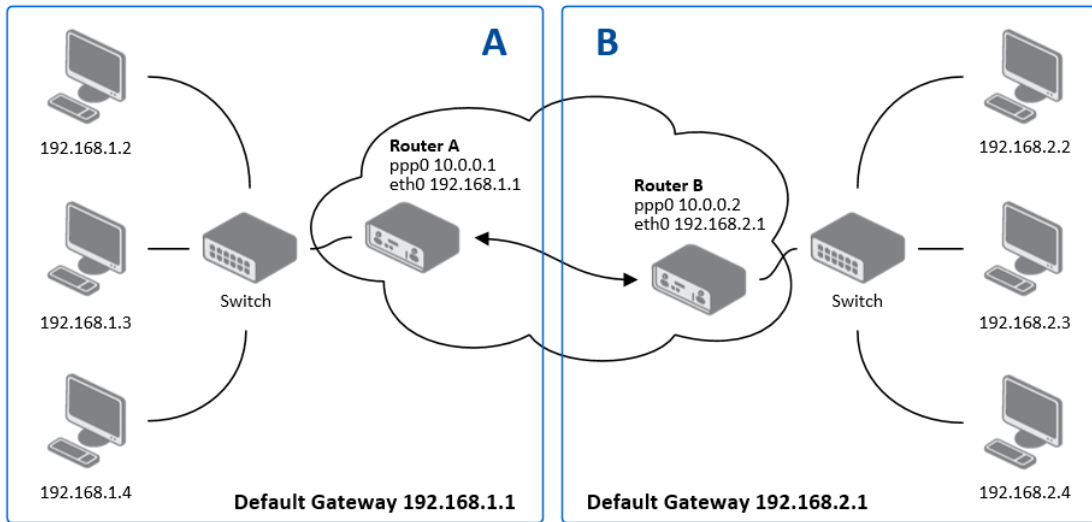 A
192.168.1.2
192.168.1.3
192.168.1.4
Switch
Router A
ppp0 10.0.0.1
eth0 192.168.1.1
Default Gateway 192.168.1.1
B
Router B
ppp0 10.0.0.2
eth0 192.168.2.1
Switch
192.168.2.2
192.168.2.3
192.168.2.4
Default Gateway 192.168.2.1